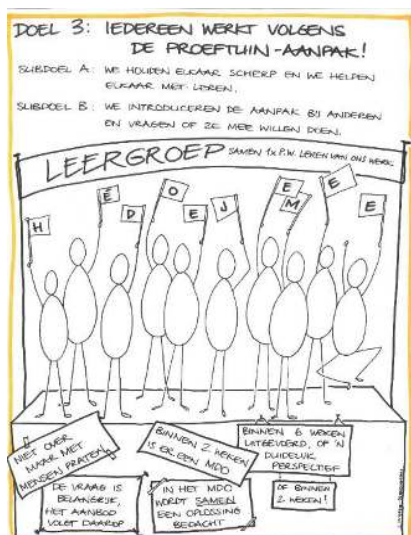 DOEL 3: IEDEREEN WERKT VOLGENS
DE PROEFTUIN-AANPAK!
SUBDOEL A: WE HOUDEN ELKAAR SCHERP EN WE HELPEN
ELKAAR MET LEREN.
SUBDOEL B: WE INTRODUCEREN DE AANPAK BIJ ANDEREN
EN VRAGEN OF ZE MEE WILLEN DOEN.
LEERGROEP SAMEN 1x P.W. LEREN VAN ONS WERK
H É D O E J E M E E
NIET OVER
MAAR MET
MENSEN PRATEN
BINNEN 2 WEKEN
IS ER EEN MDO
BINNEN 6 WEKEN
UITGEVOERD, OF 'N
DUIDELIJK
PERSPECTIEF
DE VRAAG IS
BELANGRIJK,
HET AANBOD
VOLGT DAAROP
IN HET MDO
WORDT SAMEN
EEN OPLOSSING
BEDACHT
OF BINNEN
2 WEKEN!